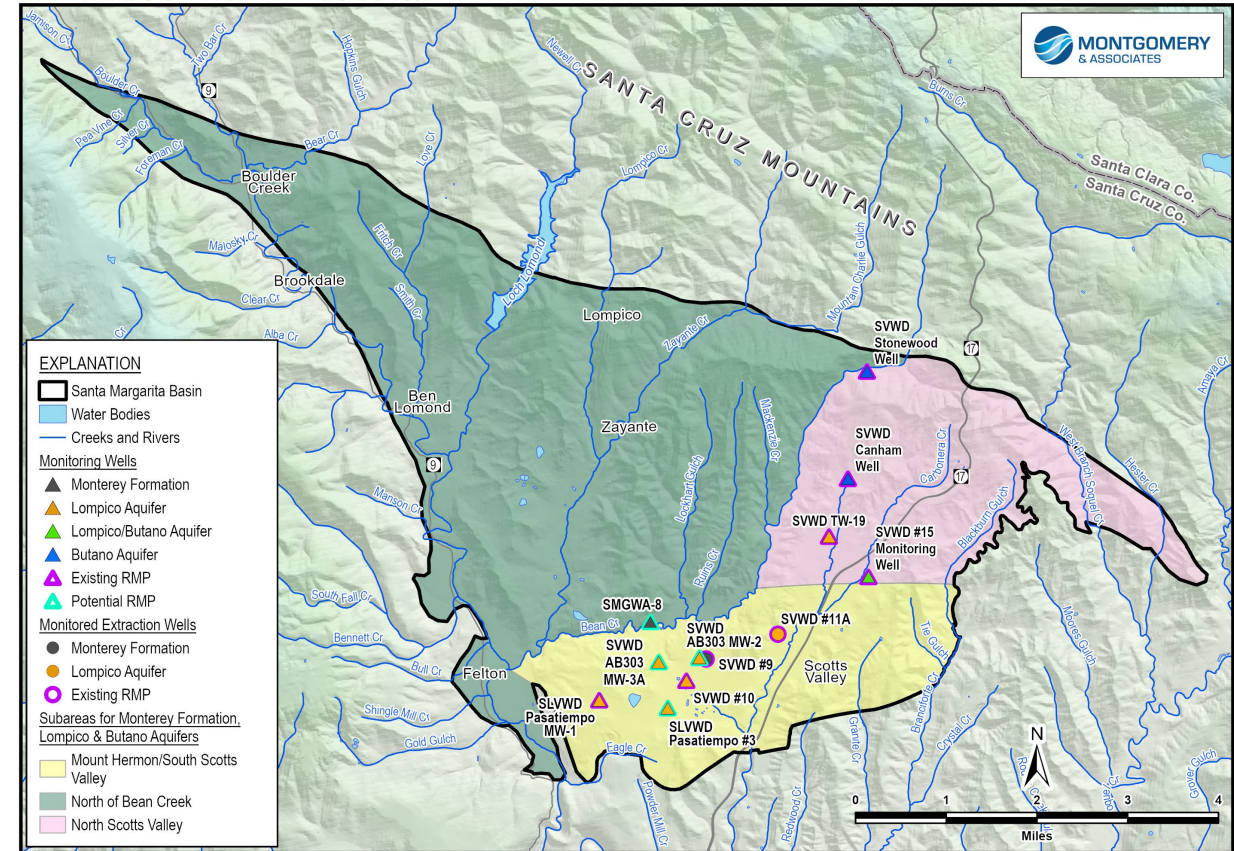 Jamison Cr
Two Bar Cr
Hopkins Gulch
Newell Cr
SANTA CRUZ MOUNTAINS
MONTGOMERY
& ASSOCIATES
Boulder Cr
9
Burns Cr
Pea Vine Cr
Silver Cr
Foreman Cr
Bear Cr
Love Cr
Lompico Cr
Santa Clara Co.
Santa Cruz Co.
Boulder
Creek
Malosky Cr
Fritch Cr
Loch Lomond
Mountain Charlie Gulch
Brookdale
Clear Cr
Smith Cr
Lompico
Zayante Cr
Cr
Alba Cr
SVWD
Stonewood
Well
17
Amaya Cr
EXPLANATION
Santa Margarita Basin
Water Bodies
Creeks and Rivers
Monitoring Wells
Monterey Formation
Lompico Aquifer
Lompico/Butano Aquifer
Butano Aquifer
Existing RMP
Potential RMP
Monitored Extraction Wells
Monterey Formation
Lompico Aquifer
Existing RMP
Subareas for Monterey Formation,
Lompico & Butano Aquifers
Mount Hermon/South Scotts
Valley
North of Bean Creek
North Scotts Valley
Ben
Lomond
Zayante
Mackenzie Cr
Lockhart Gulch
SVWD
Canham
Well
Carbonera Cr
West Branch Soquel Cr
Hester Cr
9
17
Manson Cr
Blackburn Gulch
SVWD TW-19
SVWD #15
Monitoring
Well
Ruins Cr
South Fall Cr
SMGWA-8
Bean Cr
SVWD
AB303 MW-2
SVWD #11A
Bennett Cr
Bull Cr
SVWD
AB303
MW-3A
SVWD #9
Tie Gulch
Moores Gulch
Felton
Scotts
Valley
SVWD #10
SLVWD
Pasatiempo
MW-1
Shingle Mill Cr
Gold Gulch
SLVWD
Pasatiempo #3
Eagle Cr
Granite Cr
Branciforte Cr
Crystal Cr
N
Grover Gulch
Powder Mill Cr
Redwood Cr
0 1 2 3 4
Miles